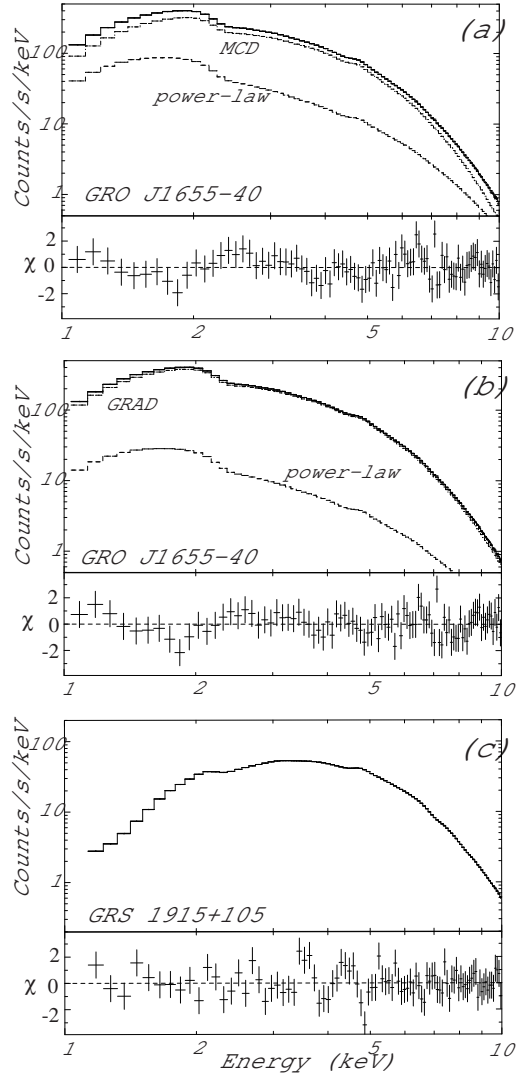 (a)
Counts/s/keV
100
10
1
MCD
power-law
GRO J1655-40
χ
2
0
-2
1
2
5
10
(b)
Counts/s/keV
100
10
1
GRAD
power-law
GRO J1655-40
χ
2
0
-2
1
2
5
10
(c)
Counts/s/keV
100
10
1
GRS 1915+105
χ
2
0
-2
1
2
5
10
Energy (keV)